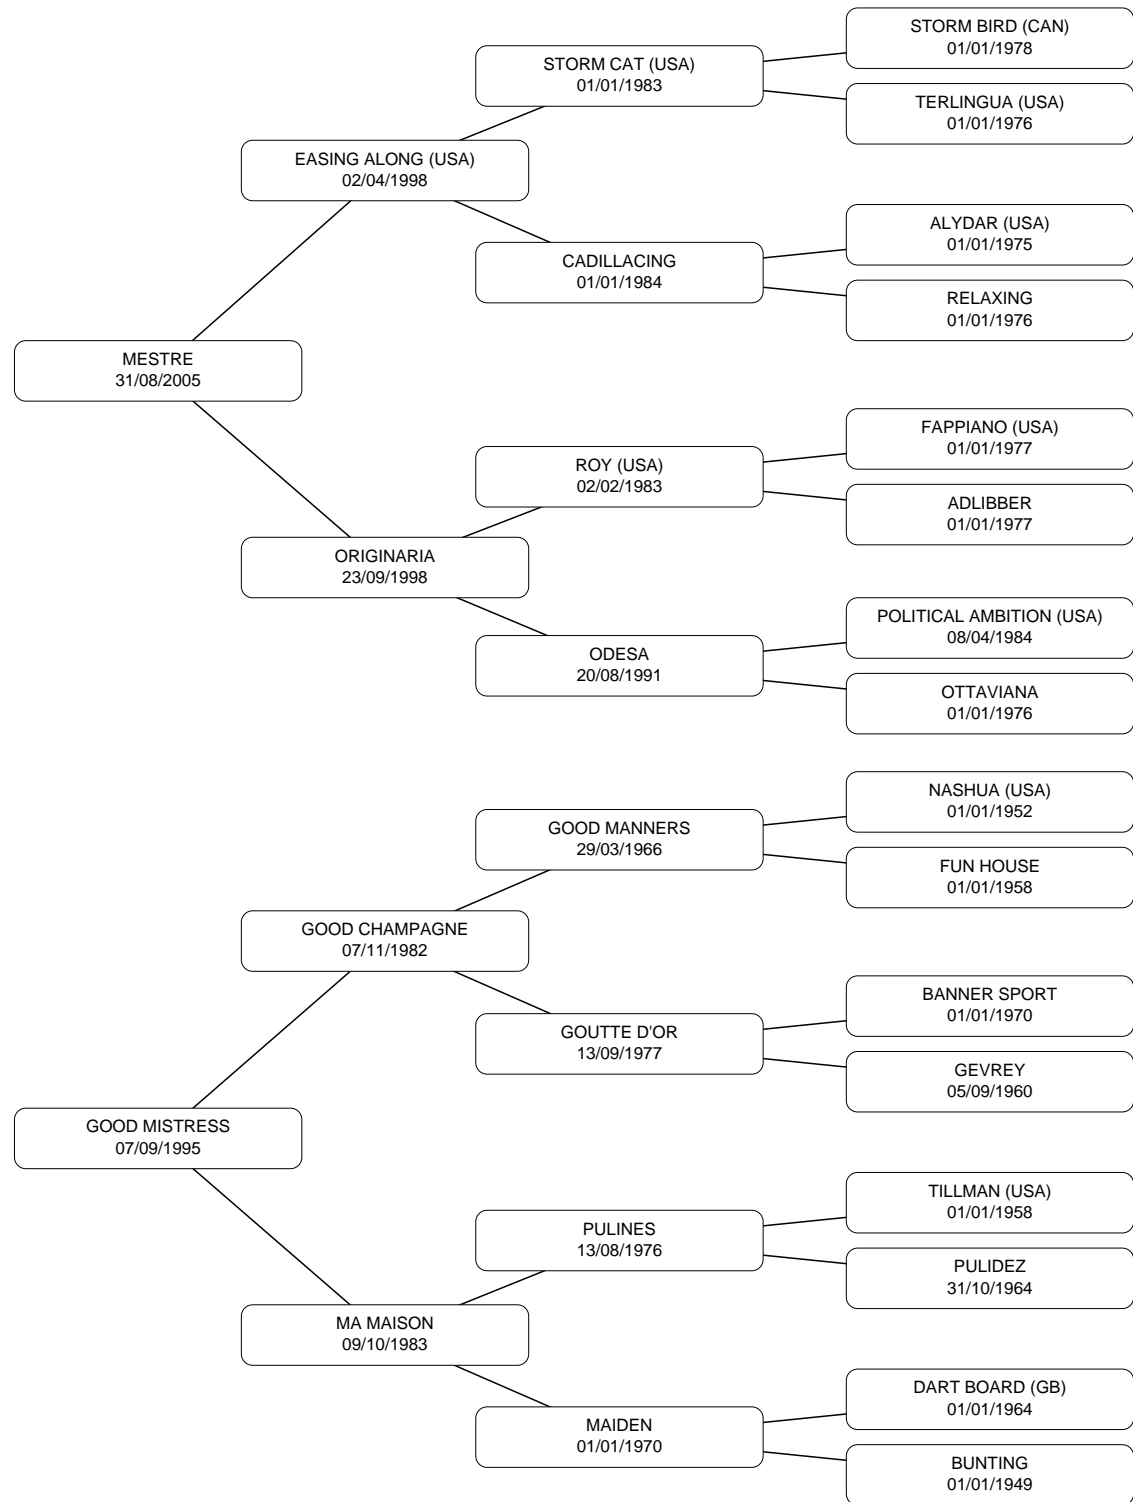 STORM BIRD (CAN)
01/01/1978
STORM CAT (USA)
01/01/1983
TERLINGUA (USA)
01/01/1976
EASING ALONG (USA)
02/04/1998
ALYDAR (USA)
01/01/1975
CADILLACING
01/01/1984
RELAXING
01/01/1976
MESTRE
31/08/2005
FAPPIANO (USA)
01/01/1977
ROY (USA)
02/02/1983
ADLIBBER
01/01/1977
ORIGINARIA
23/09/1998
POLITICAL AMBITION (USA)
08/04/1984
ODESA
20/08/1991
OTTAVIANA
01/01/1976
NASHUA (USA)
01/01/1952
GOOD MANNERS
29/03/1966
FUN HOUSE
01/01/1958
GOOD CHAMPAGNE
07/11/1982
BANNER SPORT
01/01/1970
GOUTTE D'OR
13/09/1977
GEVREY
05/09/1960
GOOD MISTRESS
07/09/1995
TILLMAN (USA)
01/01/1958
PULINES
13/08/1976
PULIDEZ
31/10/1964
MA MAISON
09/10/1983
DART BOARD (GB)
01/01/1964
MAIDEN
01/01/1970
BUNTING
01/01/1949